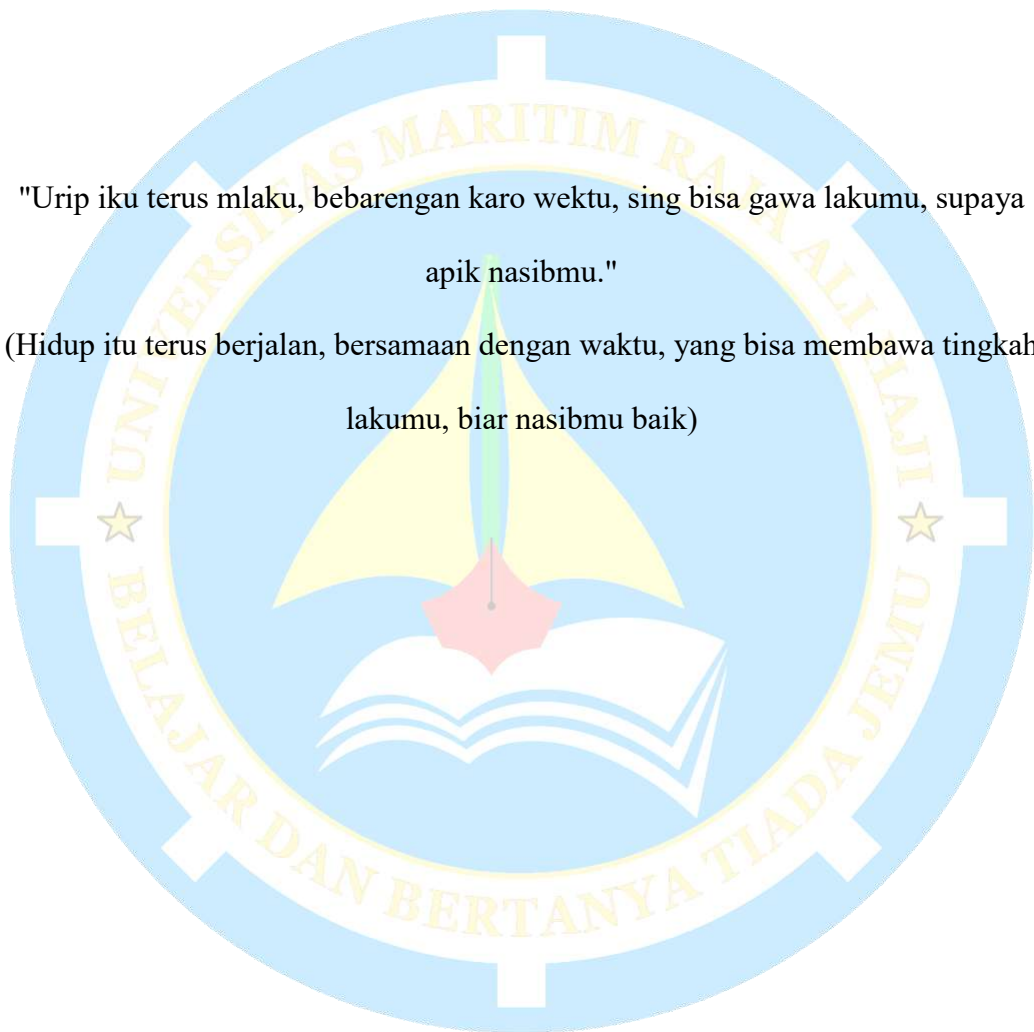 UNIVERSITAS MARITIM RAJA ALI HAJI
"Urip iku terus mlaku, bebarengan karo wektu, sing bisa gawa lakumu, supaya
apik nasibmu."
(Hidup itu terus berjalan, bersamaan dengan waktu, yang bisa membawa tingkah
lakumu, biar nasibmu baik)
BELAJAR DAN BERTANYA TIADA JEMU